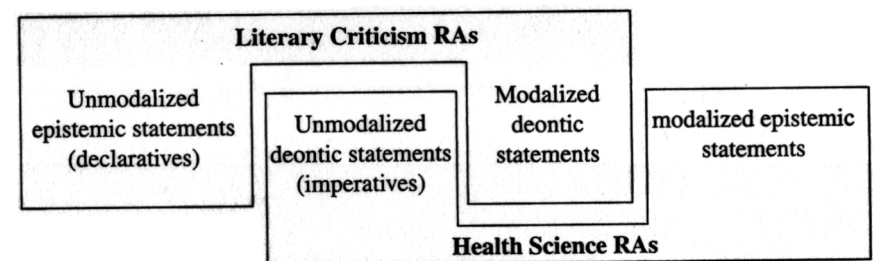 Literary Criticism RAs
Unmodalized
epistemic statements
(declaratives)
Unmodalized
deontic statements
(imperatives)
Modalized
deontic
statements
modalized epistemic
statements
Health Science RAs